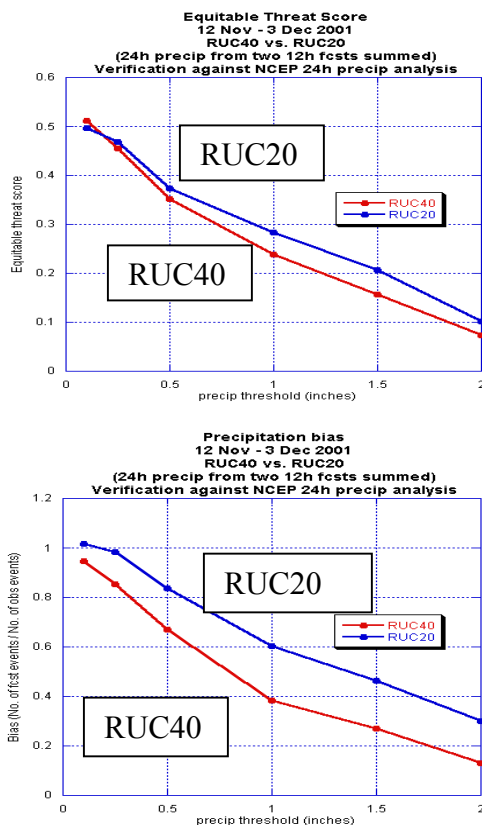 Equitable Threat Score
12 Nov - 3 Dec 2001
RUC40 vs. RUC20
(24h precip from two 12h fcsts summed)
Verification against NCEP 24h precip analysis
0.6
0.5
0.4
0.3
0.2
0.1
0
Equitable threat score
RUC20
RUC40
RUC40
RUC20
0 0.5 1 1.5 2
precip threshold (inches)
Precipitation bias
12 Nov - 3 Dec 2001
RUC40 vs. RUC20
(24h precip from two 12h fcsts summed)
Verification against NCEP 24h precip analysis
1.2
1
0.8
0.6
0.4
0.2
0
Bias (No. of fcst events / No. of obs events)
RUC20
RUC40
RUC40
RUC20
0 0.5 1 1.5 2
precip threshold (inches)